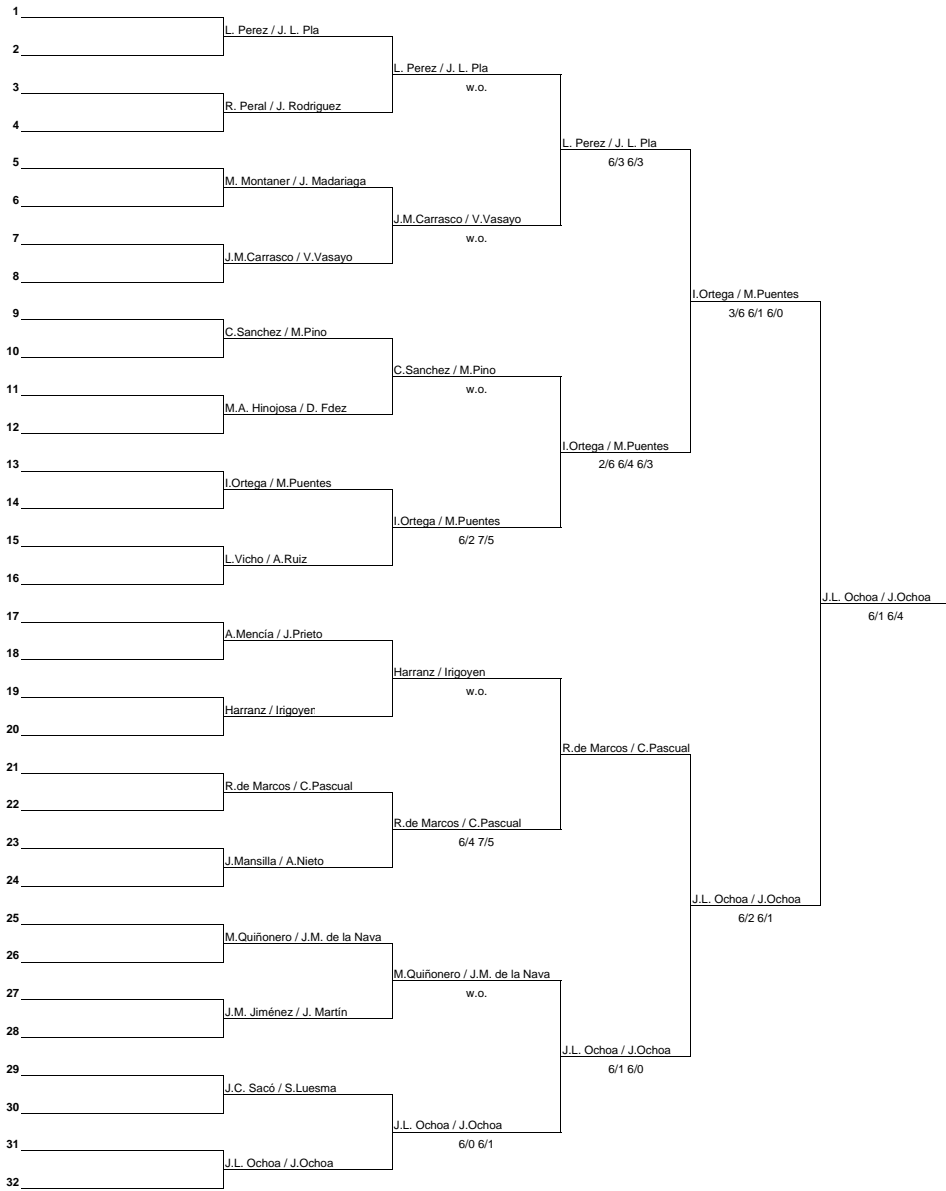 1
L. Perez / J. L. Pla
2
L. Perez / J. L. Pla
w.o.
3
R. Peral / J. Rodriguez
4
L. Perez / J. L. Pla
6/3 6/3
5
M. Montaner / J. Madariaga
6
J.M.Carrasco / V.Vasayo
w.o.
7
J.M.Carrasco / V.Vasayo
8
I.Ortega / M.Puentes
3/6 6/1 6/0
9
C.Sanchez / M.Pino
10
C.Sanchez / M.Pino
w.o.
11
M.A. Hinojosa / D. Fdez
12
I.Ortega / M.Puentes
2/6 6/4 6/3
13
I.Ortega / M.Puentes
14
I.Ortega / M.Puentes
6/2 7/5
15
L.Vicho / A.Ruiz
16
J.L. Ochoa / J.Ochoa
6/1 6/4
17
A.Mencía / J.Prieto
18
Harranz / Irigoyen
w.o.
19
Harranz / Irigoyen
20
R.de Marcos / C.Pascual
21
R.de Marcos / C.Pascual
22
R.de Marcos / C.Pascual
6/4 7/5
23
J.Mansilla / A.Nieto
24
J.L. Ochoa / J.Ochoa
6/2 6/1
25
M.Quiñonero / J.M. de la Nava
26
M.Quiñonero / J.M. de la Nava
w.o.
27
J.M. Jiménez / J. Martín
28
J.L. Ochoa / J.Ochoa
6/1 6/0
29
J.C. Sacó / S.Luesma
30
J.L. Ochoa / J.Ochoa
6/0 6/1
31
J.L. Ochoa / J.Ochoa
32